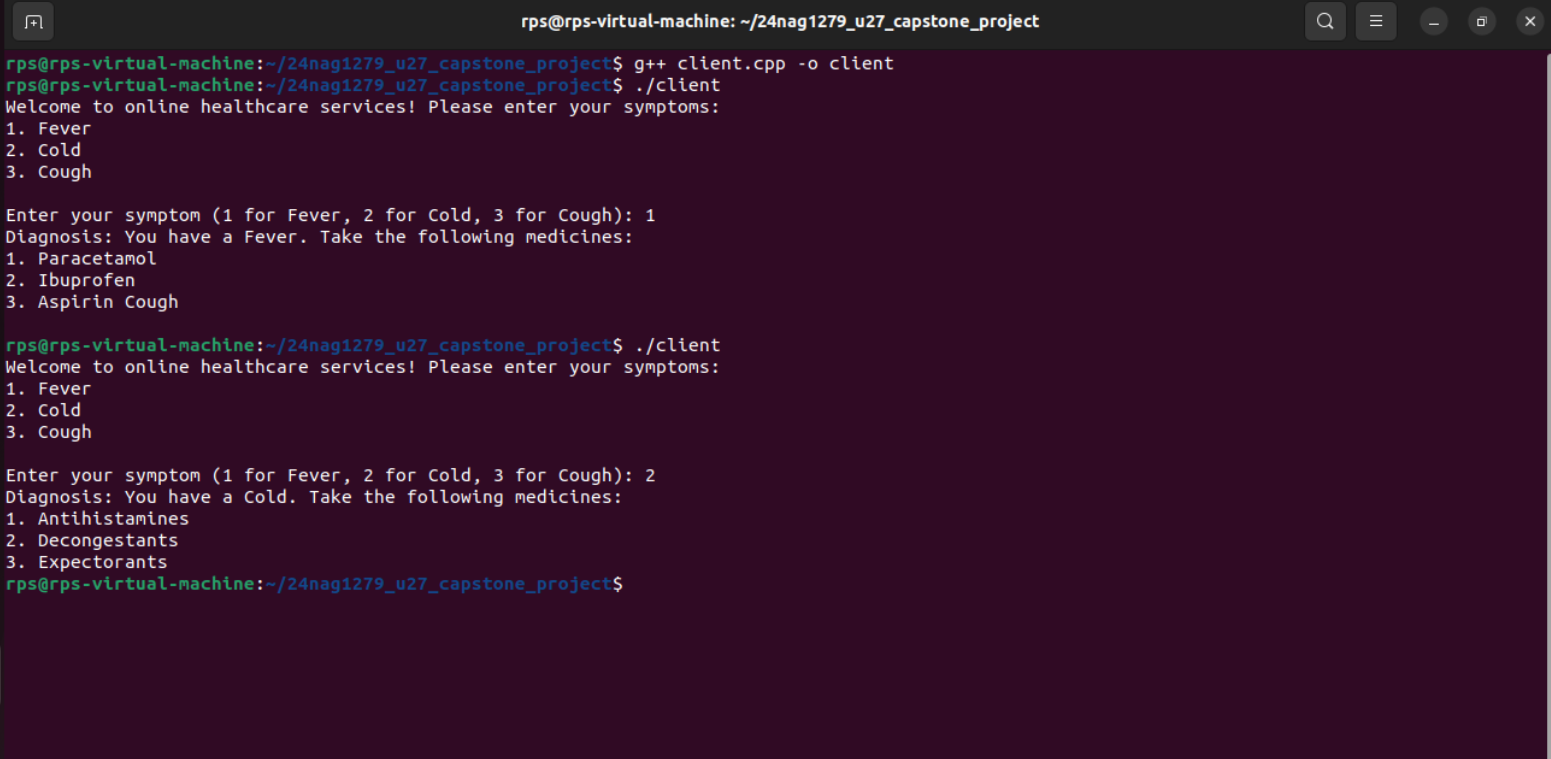 rps@rps-virtual-machine: ~/24nag1279_u27_capstone_project
rps@rps-virtual-machine:~/24nag1279_u27_capstone_project$ g++ client.cpp -o client
rps@rps-virtual-machine:~/24nag1279_u27_capstone_project$ ./client
Welcome to online healthcare services! Please enter your symptoms:
1. Fever
2. Cold
3. Cough

Enter your symptom (1 for Fever, 2 for Cold, 3 for Cough): 1
Diagnosis: You have a Fever. Take the following medicines:
1. Paracetamol
2. Ibuprofen
3. Aspirin Cough

rps@rps-virtual-machine:~/24nag1279_u27_capstone_project$ ./client
Welcome to online healthcare services! Please enter your symptoms:
1. Fever
2. Cold
3. Cough

Enter your symptom (1 for Fever, 2 for Cold, 3 for Cough): 2
Diagnosis: You have a Cold. Take the following medicines:
1. Antihistamines
2. Decongestants
3. Expectorants
rps@rps-virtual-machine:~/24nag1279_u27_capstone_project$